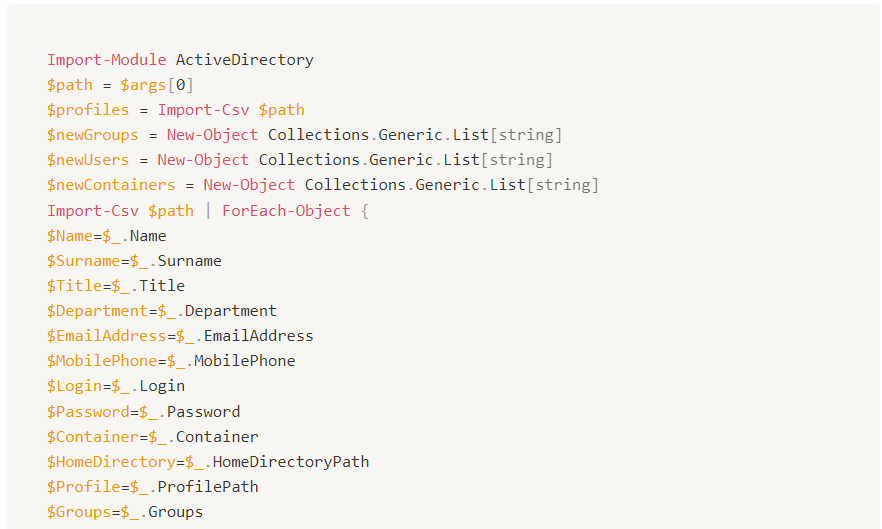 Import-Module ActiveDirectory
$path = $args[0]
$profiles = Import-Csv $path
$newGroups = New-Object Collections.Generic.List[string]
$newUsers = New-Object Collections.Generic.List[string]
$newContainers = New-Object Collections.Generic.List[string]
Import-Csv $path | ForEach-Object {
$Name=$_.Name
$Surname=$_.Surname
$Title=$_.Title
$Department=$_.Department
$EmailAddress=$_.EmailAddress
$MobilePhone=$_.MobilePhone
$Login=$_.Login
$Password=$_.Password
$Container=$_.Container
$HomeDirectory=$_.HomeDirectoryPath
$Profile=$_.ProfilePath
$Groups=$_.Groups